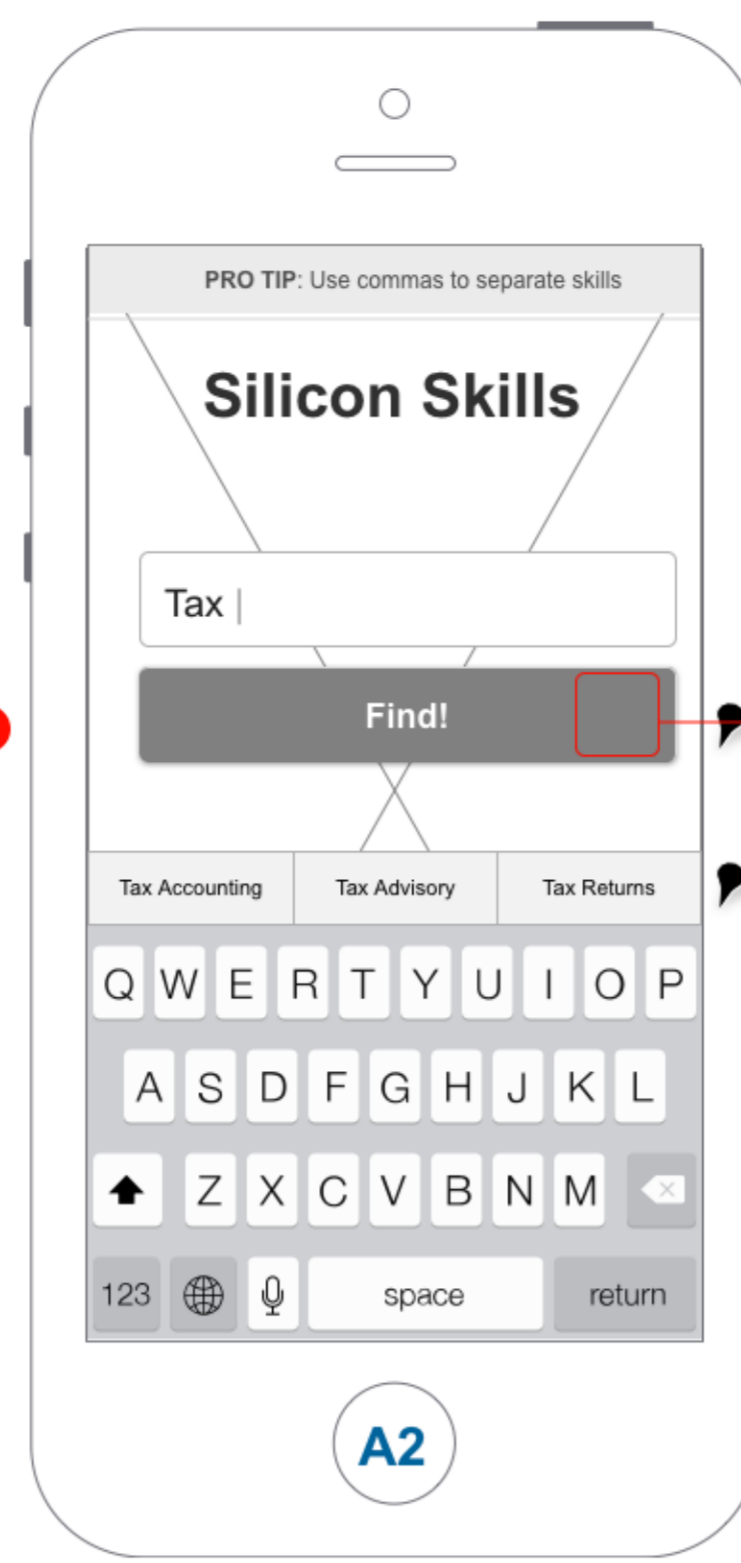 PRO TIP: Use commas to separate skills
Silicon Skills
Tax
Find!
Tax Accounting Tax Advisory Tax Returns
Q W E R T Y U I O P
A S D F G H J K L
Z X C V B N M
123 space return
A2